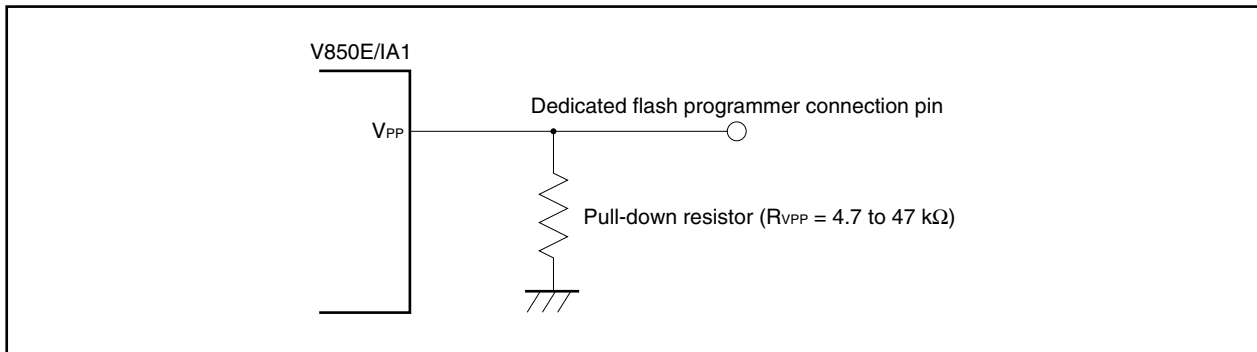 V850E/IA1
Dedicated flash programmer connection pin
VPP
Pull-down resistor (RVPP = 4.7 to 47 kΩ)